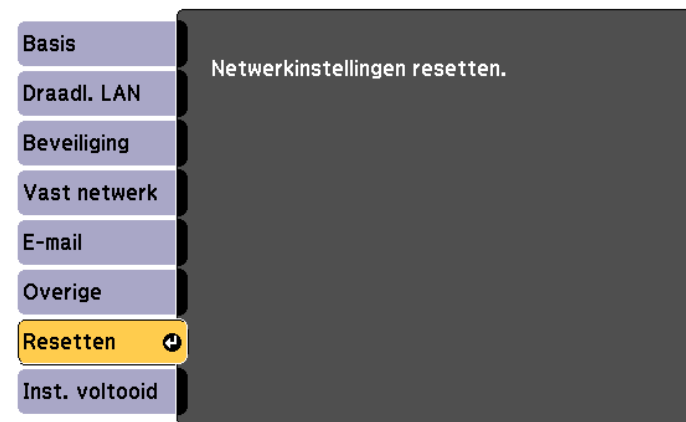 Basis
Netwerkinstellingen resetten.
Draadl. LAN
Beveiliging
Vast netwerk
E-mail
Overige
Resetten
Inst. voltooid